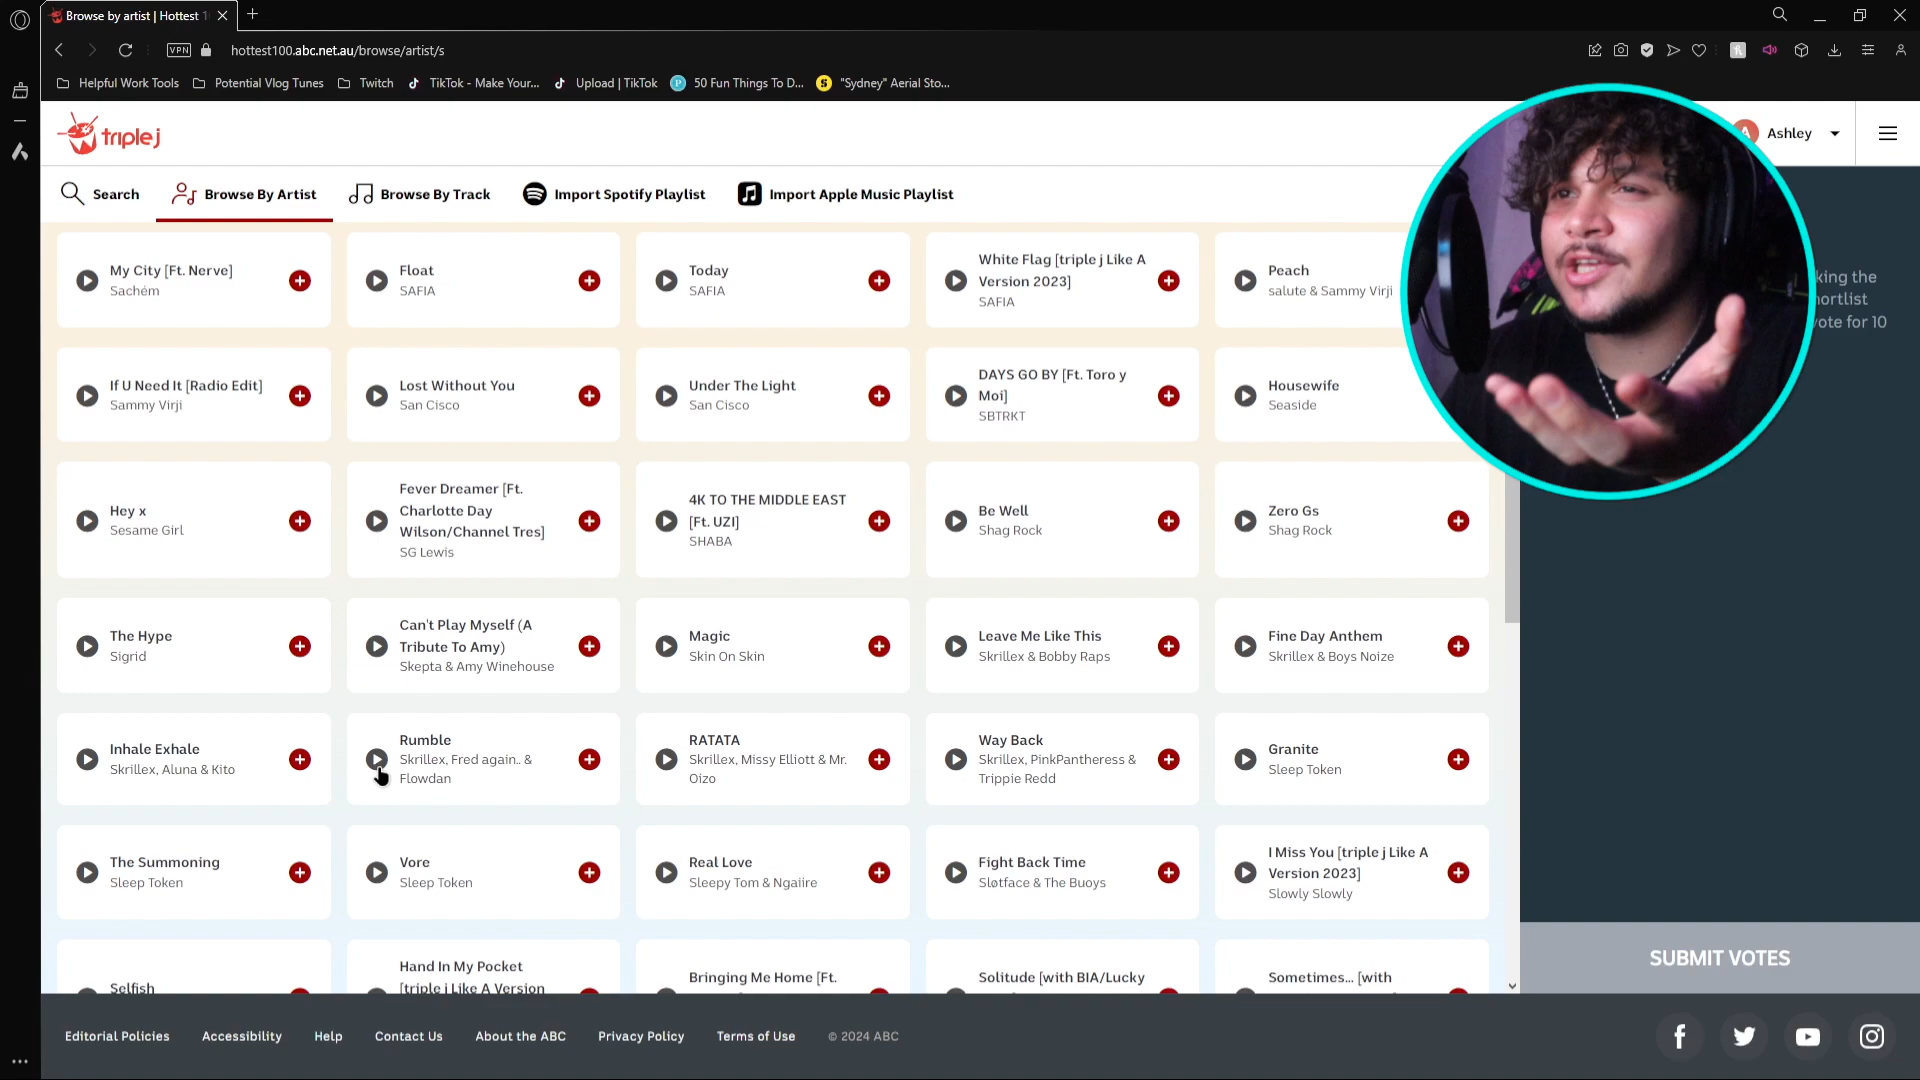 Browse by artist | Hottest 1
VPN
hottest100.abc.net.au/browse/artist/s
Helpful Work Tools
Potential Vlog Tunes
Twitch
TikTok - Make Your...
Upload | TikTok
50 Fun Things To D...
"Sydney" Aerial Sto...
triple j
A
Ashley
Search
Browse By Artist
Browse By Track
Import Spotify Playlist
Import Apple Music Playlist
My City [Ft. Nerve]
Sachém
Float
SAFIA
Today
SAFIA
White Flag [triple j Like A
Version 2023]
SAFIA
Peach
salute & Sammy Virji
king the
ortlist
vote for 10
If U Need It [Radio Edit]
Sammy Virji
Lost Without You
San Cisco
Under The Light
San Cisco
DAYS GO BY [Ft. Toro y
Moi]
SBTRKT
Housewife
Seaside
Hey x
Sesame Girl
Fever Dreamer [Ft.
Charlotte Day
Wilson/Channel Tres]
SG Lewis
4K TO THE MIDDLE EAST
[Ft. UZI]
SHABA
Be Well
Shag Rock
Zero Gs
Shag Rock
The Hype
Sigrid
Can't Play Myself (A
Tribute To Amy)
Skepta & Amy Winehouse
Magic
Skin On Skin
Leave Me Like This
Skrillex & Bobby Raps
Fine Day Anthem
Skrillex & Boys Noize
Inhale Exhale
Skrillex, Aluna & Kito
Rumble
Skrillex, Fred again.. &
Flowdan
RATATA
Skrillex, Missy Elliott & Mr.
Oizo
Way Back
Skrillex, PinkPantheress &
Trippie Redd
Granite
Sleep Token
The Summoning
Sleep Token
Vore
Sleep Token
Real Love
Sleepy Tom & Ngaiire
Fight Back Time
Sløtface & The Buoys
I Miss You [triple j Like A
Version 2023]
Slowly Slowly
Selfish
Hand In My Pocket
[triple j Like A Version
Bringing Me Home [Ft.
Solitude [with BIA/Lucky
Sometimes... [with
SUBMIT VOTES
Editorial Policies
Accessibility
Help
Contact Us
About the ABC
Privacy Policy
Terms of Use
© 2024 ABC